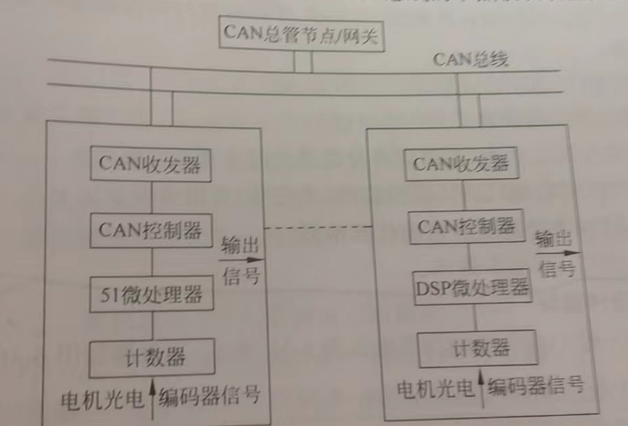 CAN总管节点/网关
CAN总线
CAN收发器
CAN控制器
51微处理器
计数器
输出
信号
电机光电
编码器信号
CAN收发器
CAN控制器
DSP微处理器
计数器
输出
信号
电机光电
编码器信号